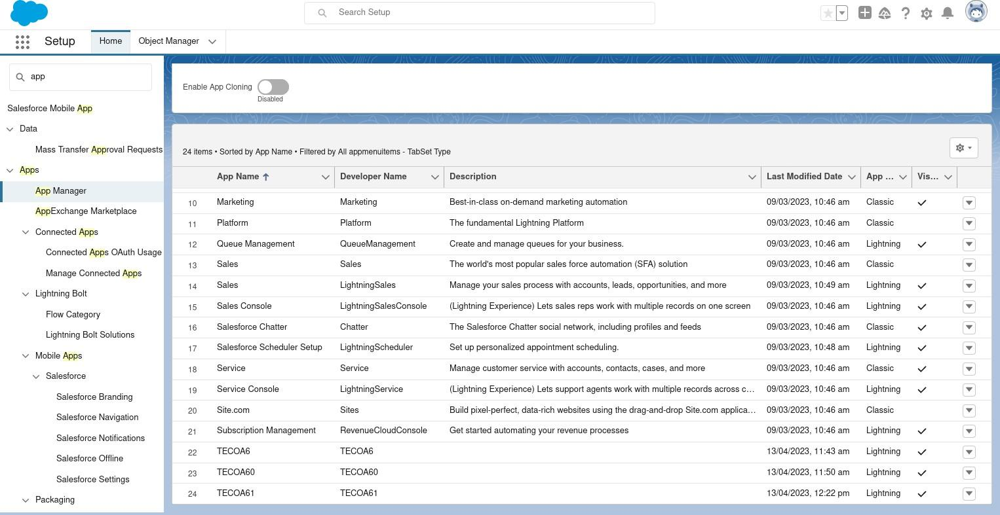 Search Setup
Setup Home Object Manager
app
Salesforce Mobile App
Data
Mass Transfer Approval Requests
Apps
App Manager
AppExchange Marketplace
Connected Apps
Connected Apps OAuth Usage
Manage Connected Apps
Lightning Bolt
Flow Category
Lightning Bolt Solutions
Mobile Apps
Salesforce
Salesforce Branding
Salesforce Navigation
Salesforce Notifications
Salesforce Offline
Salesforce Settings
Packaging
Enable App Cloning
Disabled
24 items • Sorted by App Name • Filtered by All appmenuitems - TabSet Type
App Name Developer Name Description Last Modified Date App ... Vis...
10 Marketing Marketing Best-in-class on-demand marketing automation 09/03/2023, 10:46 am Classic
11 Platform Platform The fundamental Lightning Platform 09/03/2023, 10:46 am Classic
12 Queue Management QueueManagement Create and manage queues for your business. 09/03/2023, 10:46 am Lightning
13 Sales Sales The world's most popular sales force automation (SFA) solution 09/03/2023, 10:46 am Classic
14 Sales LightningSales Manage your sales process with accounts, leads, opportunities, and more 09/03/2023, 10:49 am Lightning
15 Sales Console LightningSalesConsole (Lightning Experience) Lets sales reps work with multiple records on one screen 09/03/2023, 10:46 am Lightning
16 Salesforce Chatter Chatter The Salesforce Chatter social network, including profiles and feeds 09/03/2023, 10:46 am Classic
17 Salesforce Scheduler Setup LightningScheduler Set up personalized appointment scheduling. 09/03/2023, 10:48 am Lightning
18 Service Service Manage customer service with accounts, contacts, cases, and more 09/03/2023, 10:46 am Classic
19 Service Console LightningService (Lightning Experience) Lets support agents work with multiple records across c... 09/03/2023, 10:46 am Lightning
20 Site.com Sites Build pixel-perfect, data-rich websites using the drag-and-drop Site.com applica... 09/03/2023, 10:46 am Classic
21 Subscription Management RevenueCloudConsole Get started automating your revenue processes 09/03/2023, 10:46 am Lightning
22 TECOA6 TECOA6 13/04/2023, 11:43 am Lightning
23 TECOA60 TECOA60 13/04/2023, 11:50 am Lightning
24 TECOA61 TECOA61 13/04/2023, 12:22 pm Lightning